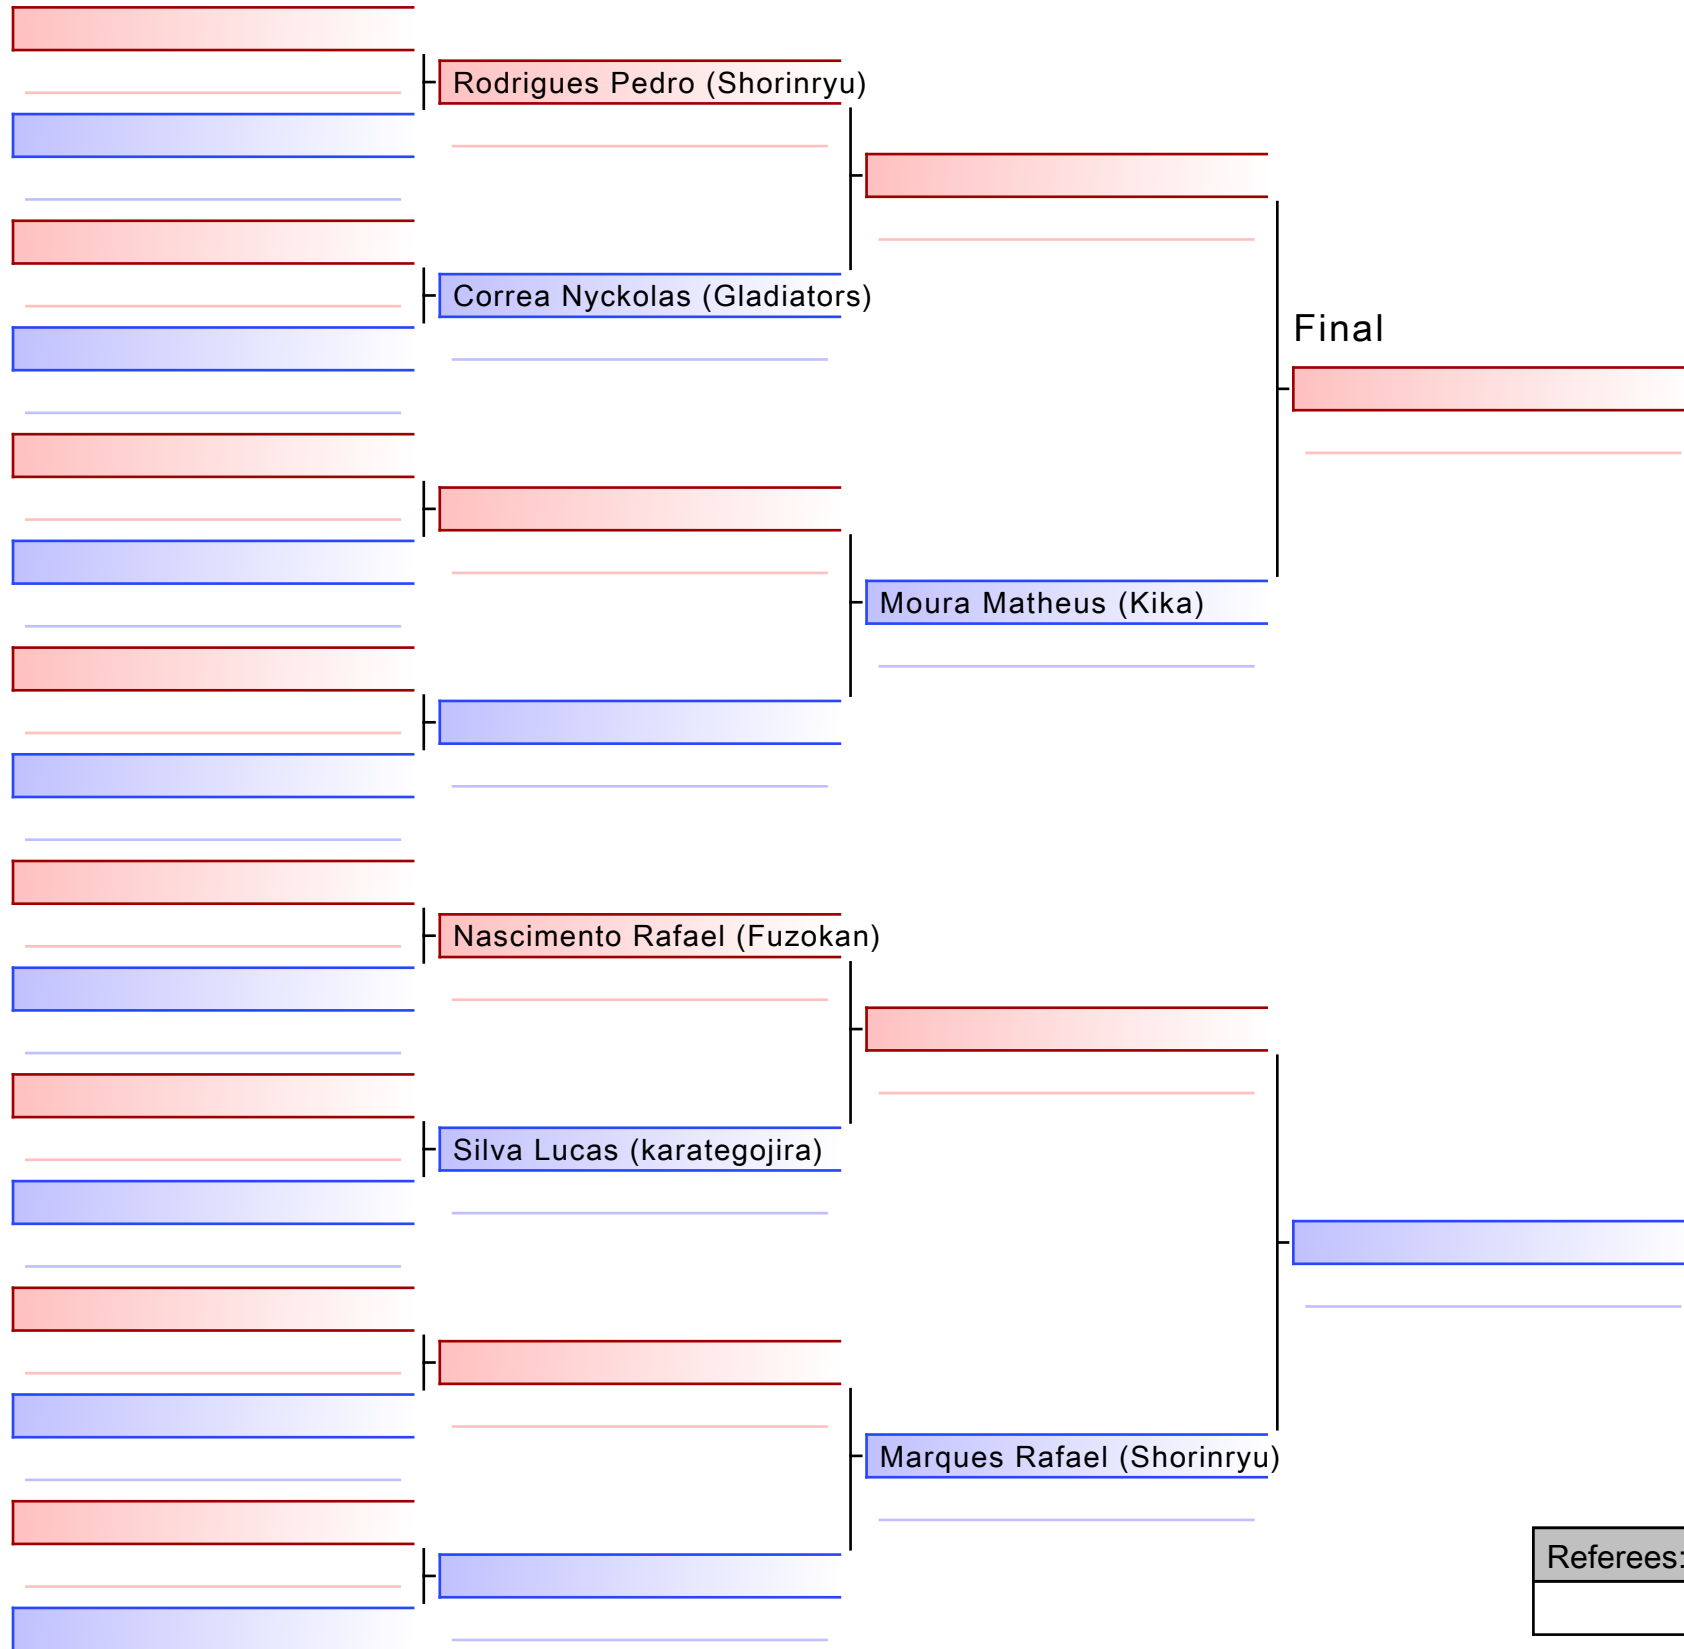 Rodrigues Pedro (Shorinryu)
Correa Nyckolas (Gladiators)
Final
Moura Matheus (Kika)
Nascimento Rafael (Fuzokan)
Silva Lucas (karategojira)
Marques Rafael (Shorinryu)
Referees: